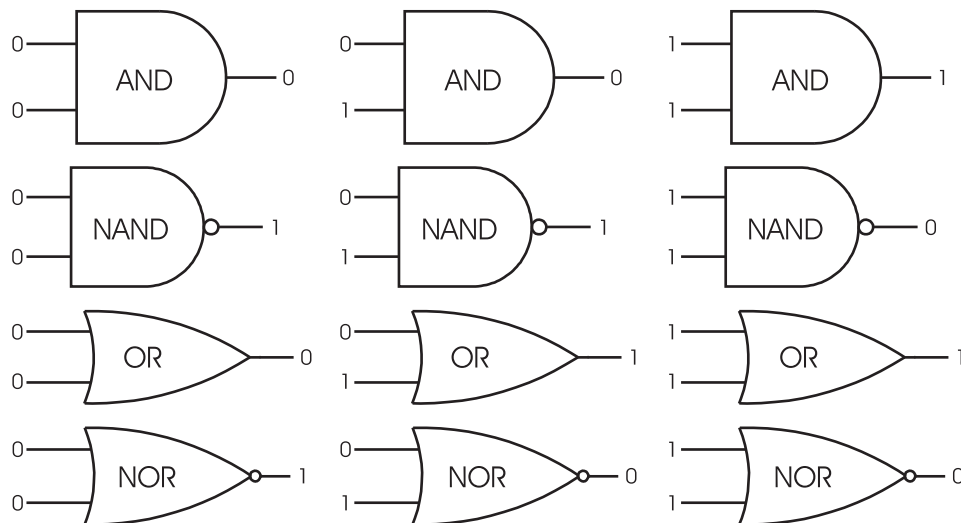 0 0 0
0 1 0
1 1 1
AND AND AND
0 0 1
0 1 1
1 1 0
NAND NAND NAND
0 0 0
0 1 1
1 1 1
OR OR OR
0 0 1
0 1 0
1 1 0
NOR NOR NOR